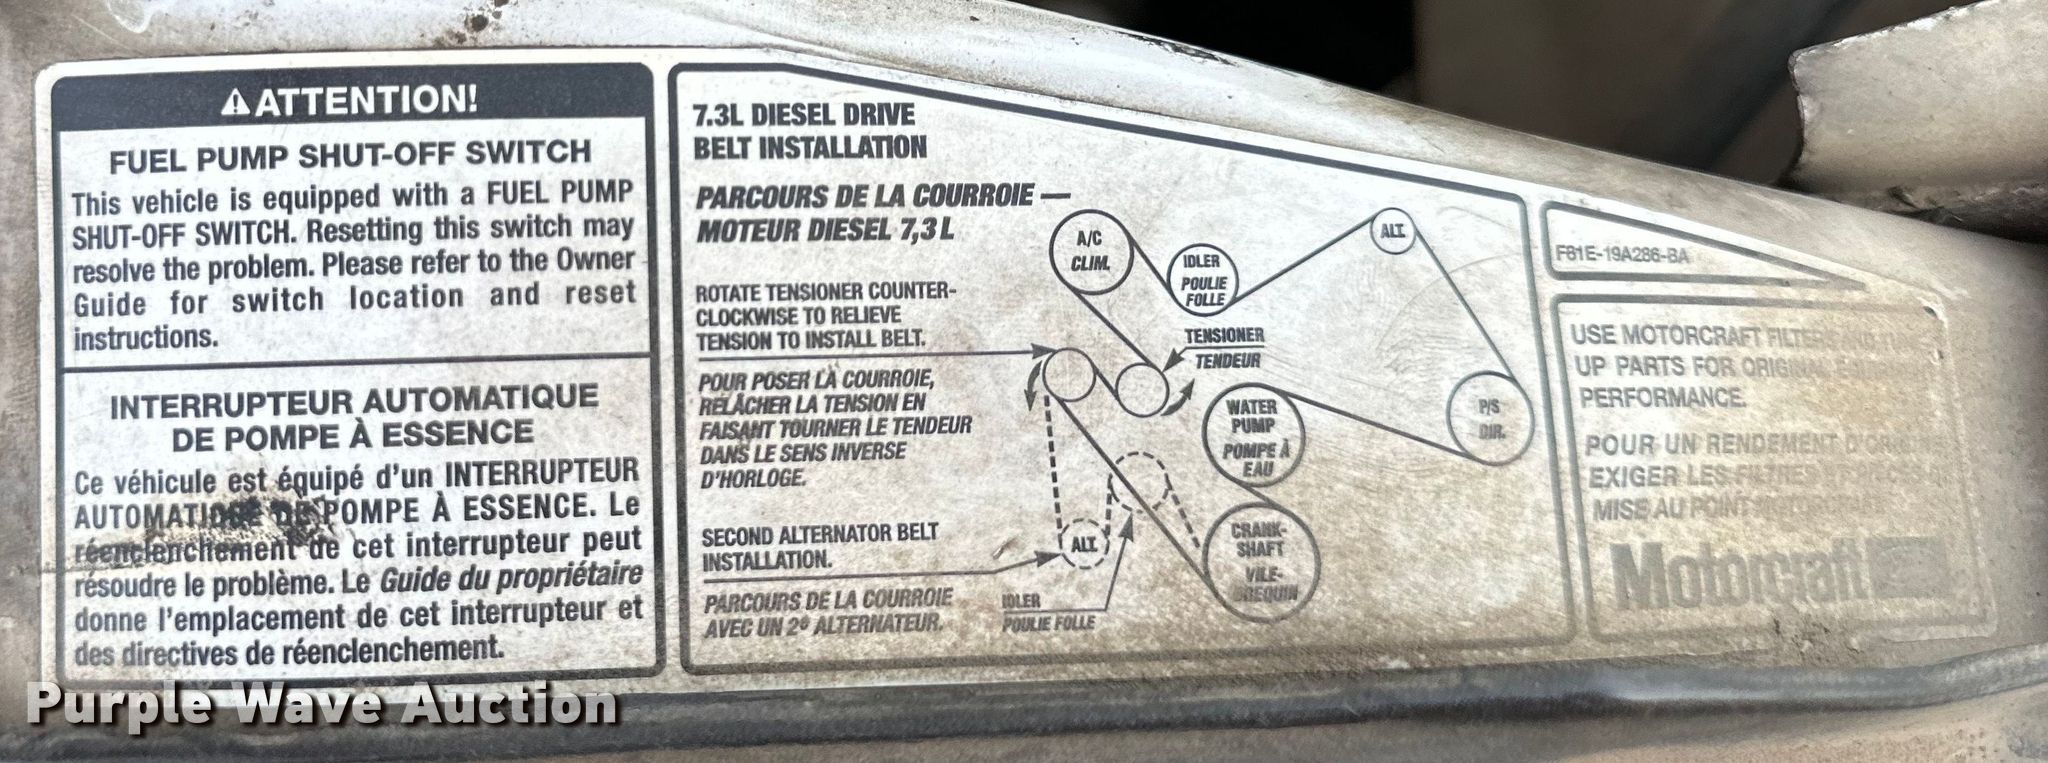 ⚠ATTENTION!
FUEL PUMP SHUT-OFF SWITCH
This vehicle is equipped with a FUEL PUMP
SHUT-OFF SWITCH. Resetting this switch may
resolve the problem. Please refer to the Owner
Guide for switch location and reset
instructions.
INTERRUPTEUR AUTOMATIQUE
DE POMPE À ESSENCE
Ce véhicule est équipé d'un INTERRUPTEUR
AUTOMATIQUE DE POMPE À ESSENCE. Le
réenclenchement de cet interrupteur peut
résoudre le problème. Le Guide du propriétaire
donne l'emplacement de cet interrupteur et
des directives de réenclenchement.
7.3L DIESEL DRIVE
BELT INSTALLATION
PARCOURS DE LA COURROIE —
MOTEUR DIESEL 7,3 L
ROTATE TENSIONER COUNTER-
CLOCKWISE TO RELIEVE
TENSION TO INSTALL BELT.
POUR POSER LA COURROIE,
RELÂCHER LA TENSION EN
FAISANT TOURNER LE TENDEUR
DANS LE SENS INVERSE
D'HORLOGE.
SECOND ALTERNATOR BELT
INSTALLATION.
PARCOURS DE LA COURROIE
AVEC UN 2e ALTERNATEUR.
A/C
CLIM.
IDLER
POULIE
FOLLE
ALT.
TENSIONER
TENDEUR
WATER
PUMP
POMPE À
EAU
P/S
DIR.
ALT.
IDLER
POULIE FOLLE
CRANK-
SHAFT
VILE-
BREQUIN
F81E-19A286-BA
USE MOTORCRAFT FILTERS AND
UP PARTS FOR ORIGINAL
PERFORMANCE.
POUR UN RENDEMENT
EXIGER LES FILTRES
MISE AU POINT
Motorcraft
Purple Wave Auction